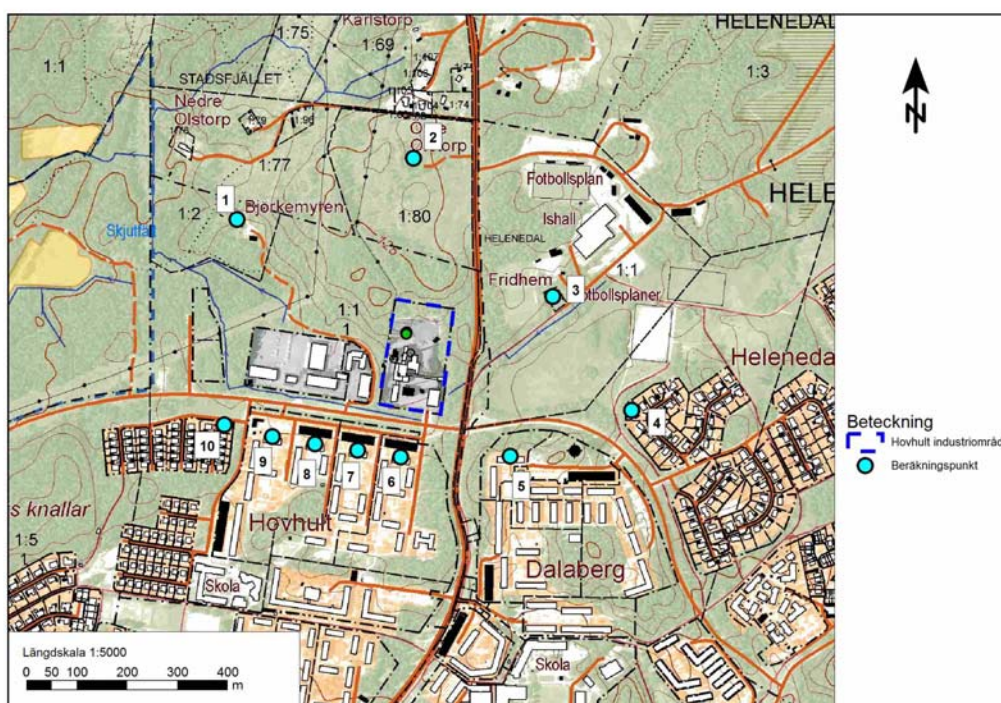 Karlstorp
HELENEDAL
1:75
1:69
1:1
1:3
STADSFJÄLLET
1:74
Nedre
Olstorp
1:77
2
Fotbollsplan
1
Björkemyren
1:2
1:80
Ishall
HELENEDAL
Fridhem
3
1:1
1:1
Heleneda
4
10
9
8
7
6
5
s knallar
1:5
Hovhult
Skola
Dalaberg
Skola
Längdskala 1:5000
0 50 100 200 300 400
m
N
Beteckning
Hovhult industriområd
Beräkningspunkt